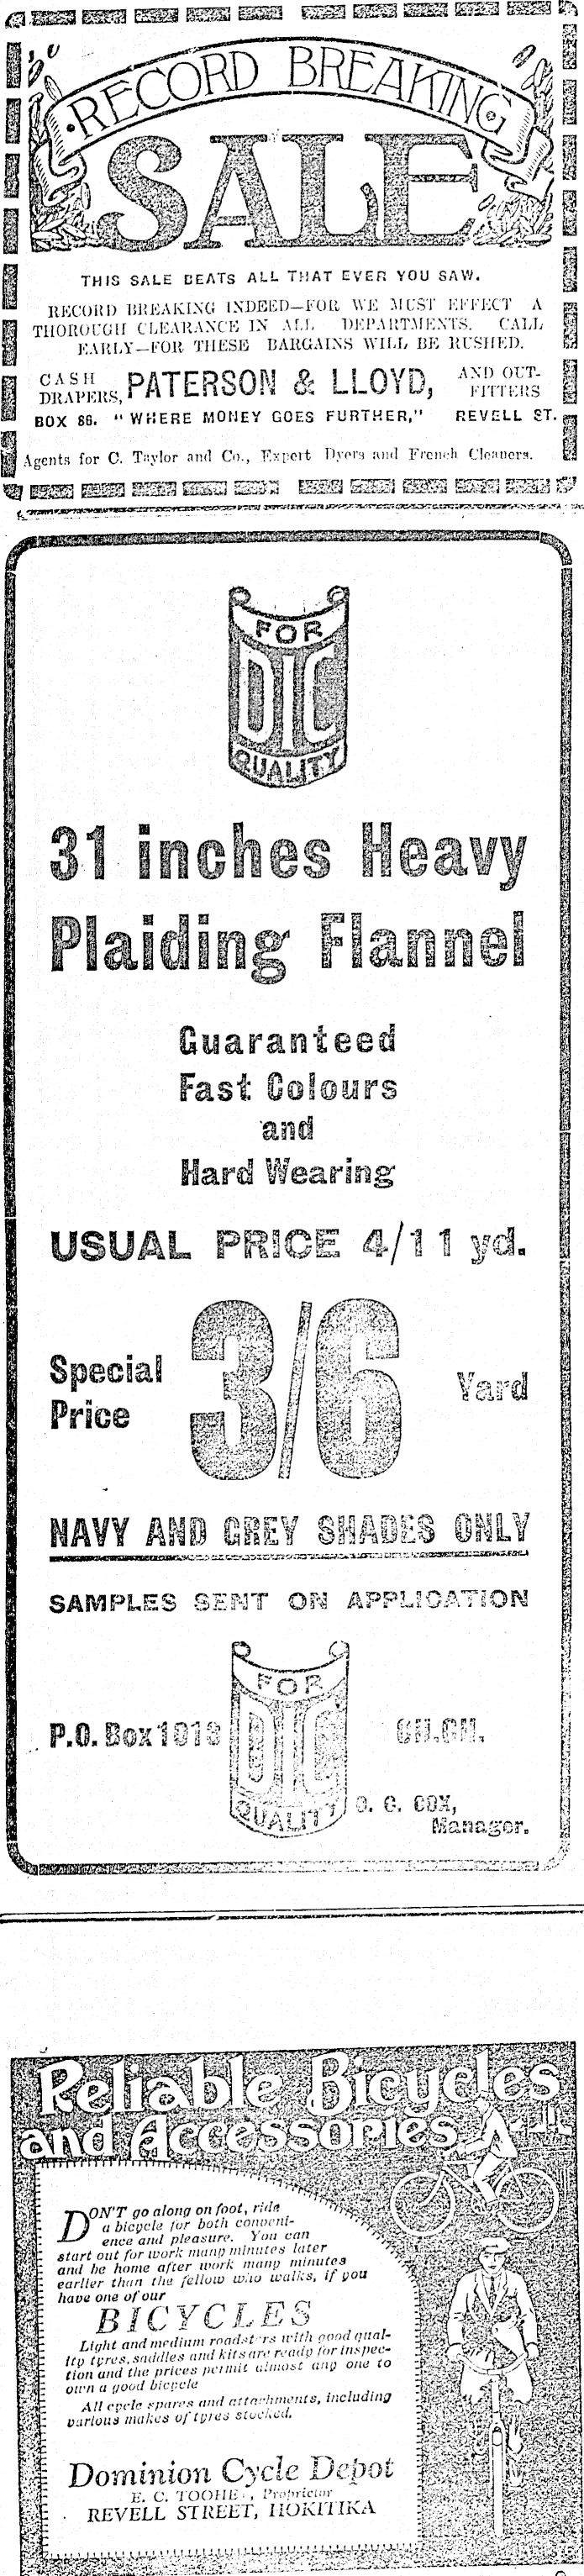 RECORD BREAKING
SALE
THIS SALE BEATS ALL THAT EVER YOU SAW.
RECORD BREAKING INDEED—FOR WE MUST EFFECT A
THOROUGH CLEARANCE IN ALL DEPARTMENTS. CALL
EARLY—FOR THESE BARGAINS WILL BE RUSHED.
CASH DRAPERS, PATERSON & LLOYD, AND OUT-FITTERS
BOX 86. "WHERE MONEY GOES FURTHER," REVELL ST.
Agents for C. Taylor and Co., Expert Dyers and French Cleaners.
FOR
DIC
QUALITY
31 inches Heavy
Plaiding Flannel
Guaranteed
Fast Colours
and
Hard Wearing
USUAL PRICE 4/11 yd.
Special Price 3/6 Yard
NAVY AND GREY SHADES ONLY
SAMPLES SENT ON APPLICATION
FOR
DIC
QUALITY
P.O. Box 1013
CH.CH.
COX,
Manager.
Reliable Bicycles
and Accessories
DON'T go along on foot, ride
a bicycle for both conveni-
ence and pleasure. You can
start out for work many minutes later
and be home after work many minutes
earlier than the fellow who walks, if you
have one of our
BICYCLES
Light and medium roadsters with good qual-
ity tyres, saddles and kits are ready for inspec-
tion and the prices permit almost any one to
own a good bicycle
All cycle spares and attachments, including
various makes of tyres stocked.
Dominion Cycle Depot
E. C. Proprietor
REVELL STREET, HOKITIKA